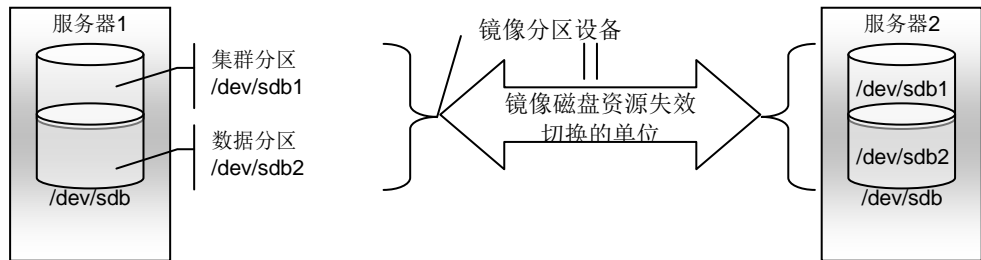 服务器1
集群分区
/dev/sdb1
数据分区
/dev/sdb2
/dev/sdb
镜像分区设备
镜像磁盘资源失效
切换的单位
服务器2
/dev/sdb1
/dev/sdb2
/dev/sdb